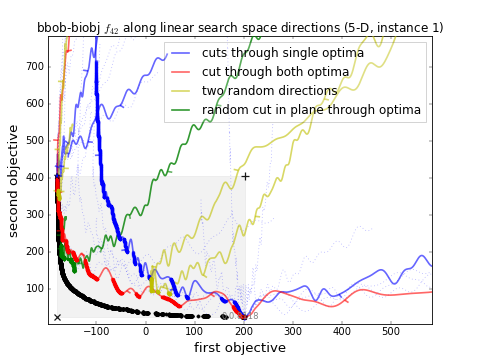 bbob-biobj f₄₂ along linear search space directions (5-D, instance 1)
cuts through single optima
cut through both optima
two random directions
random cut in plane through optima
second objective
700
600
500
400
300
200
100
−100
0
100
200
300
400
500
first objective